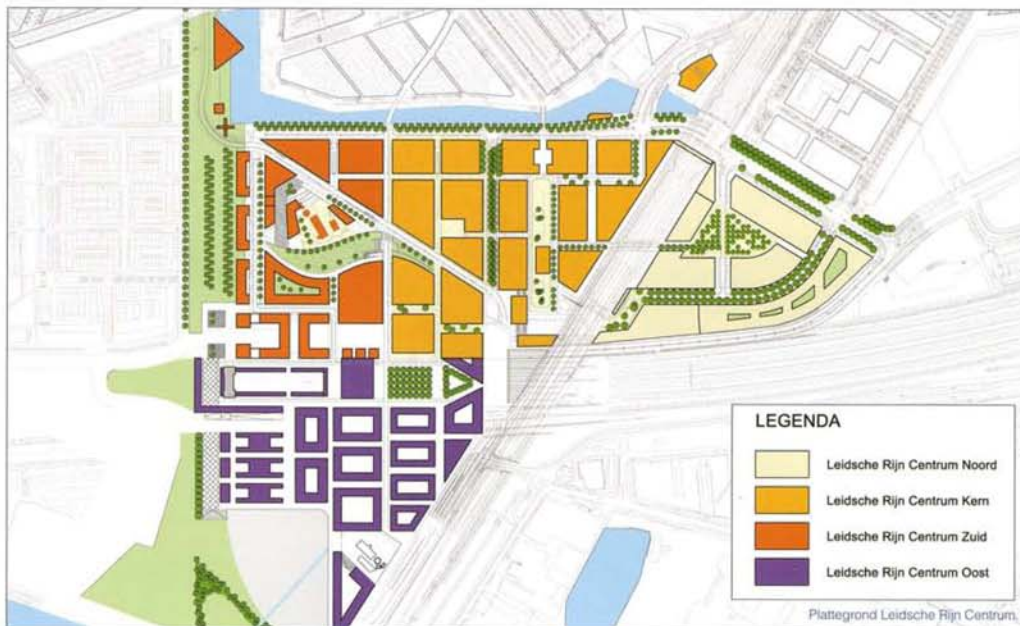 LEGENDA
Leidsche Rijn Centrum Noord
Leidsche Rijn Centrum Kern
Leidsche Rijn Centrum Zuid
Leidsche Rijn Centrum Oost
Plattegrond Leidsche Rijn Centrum.